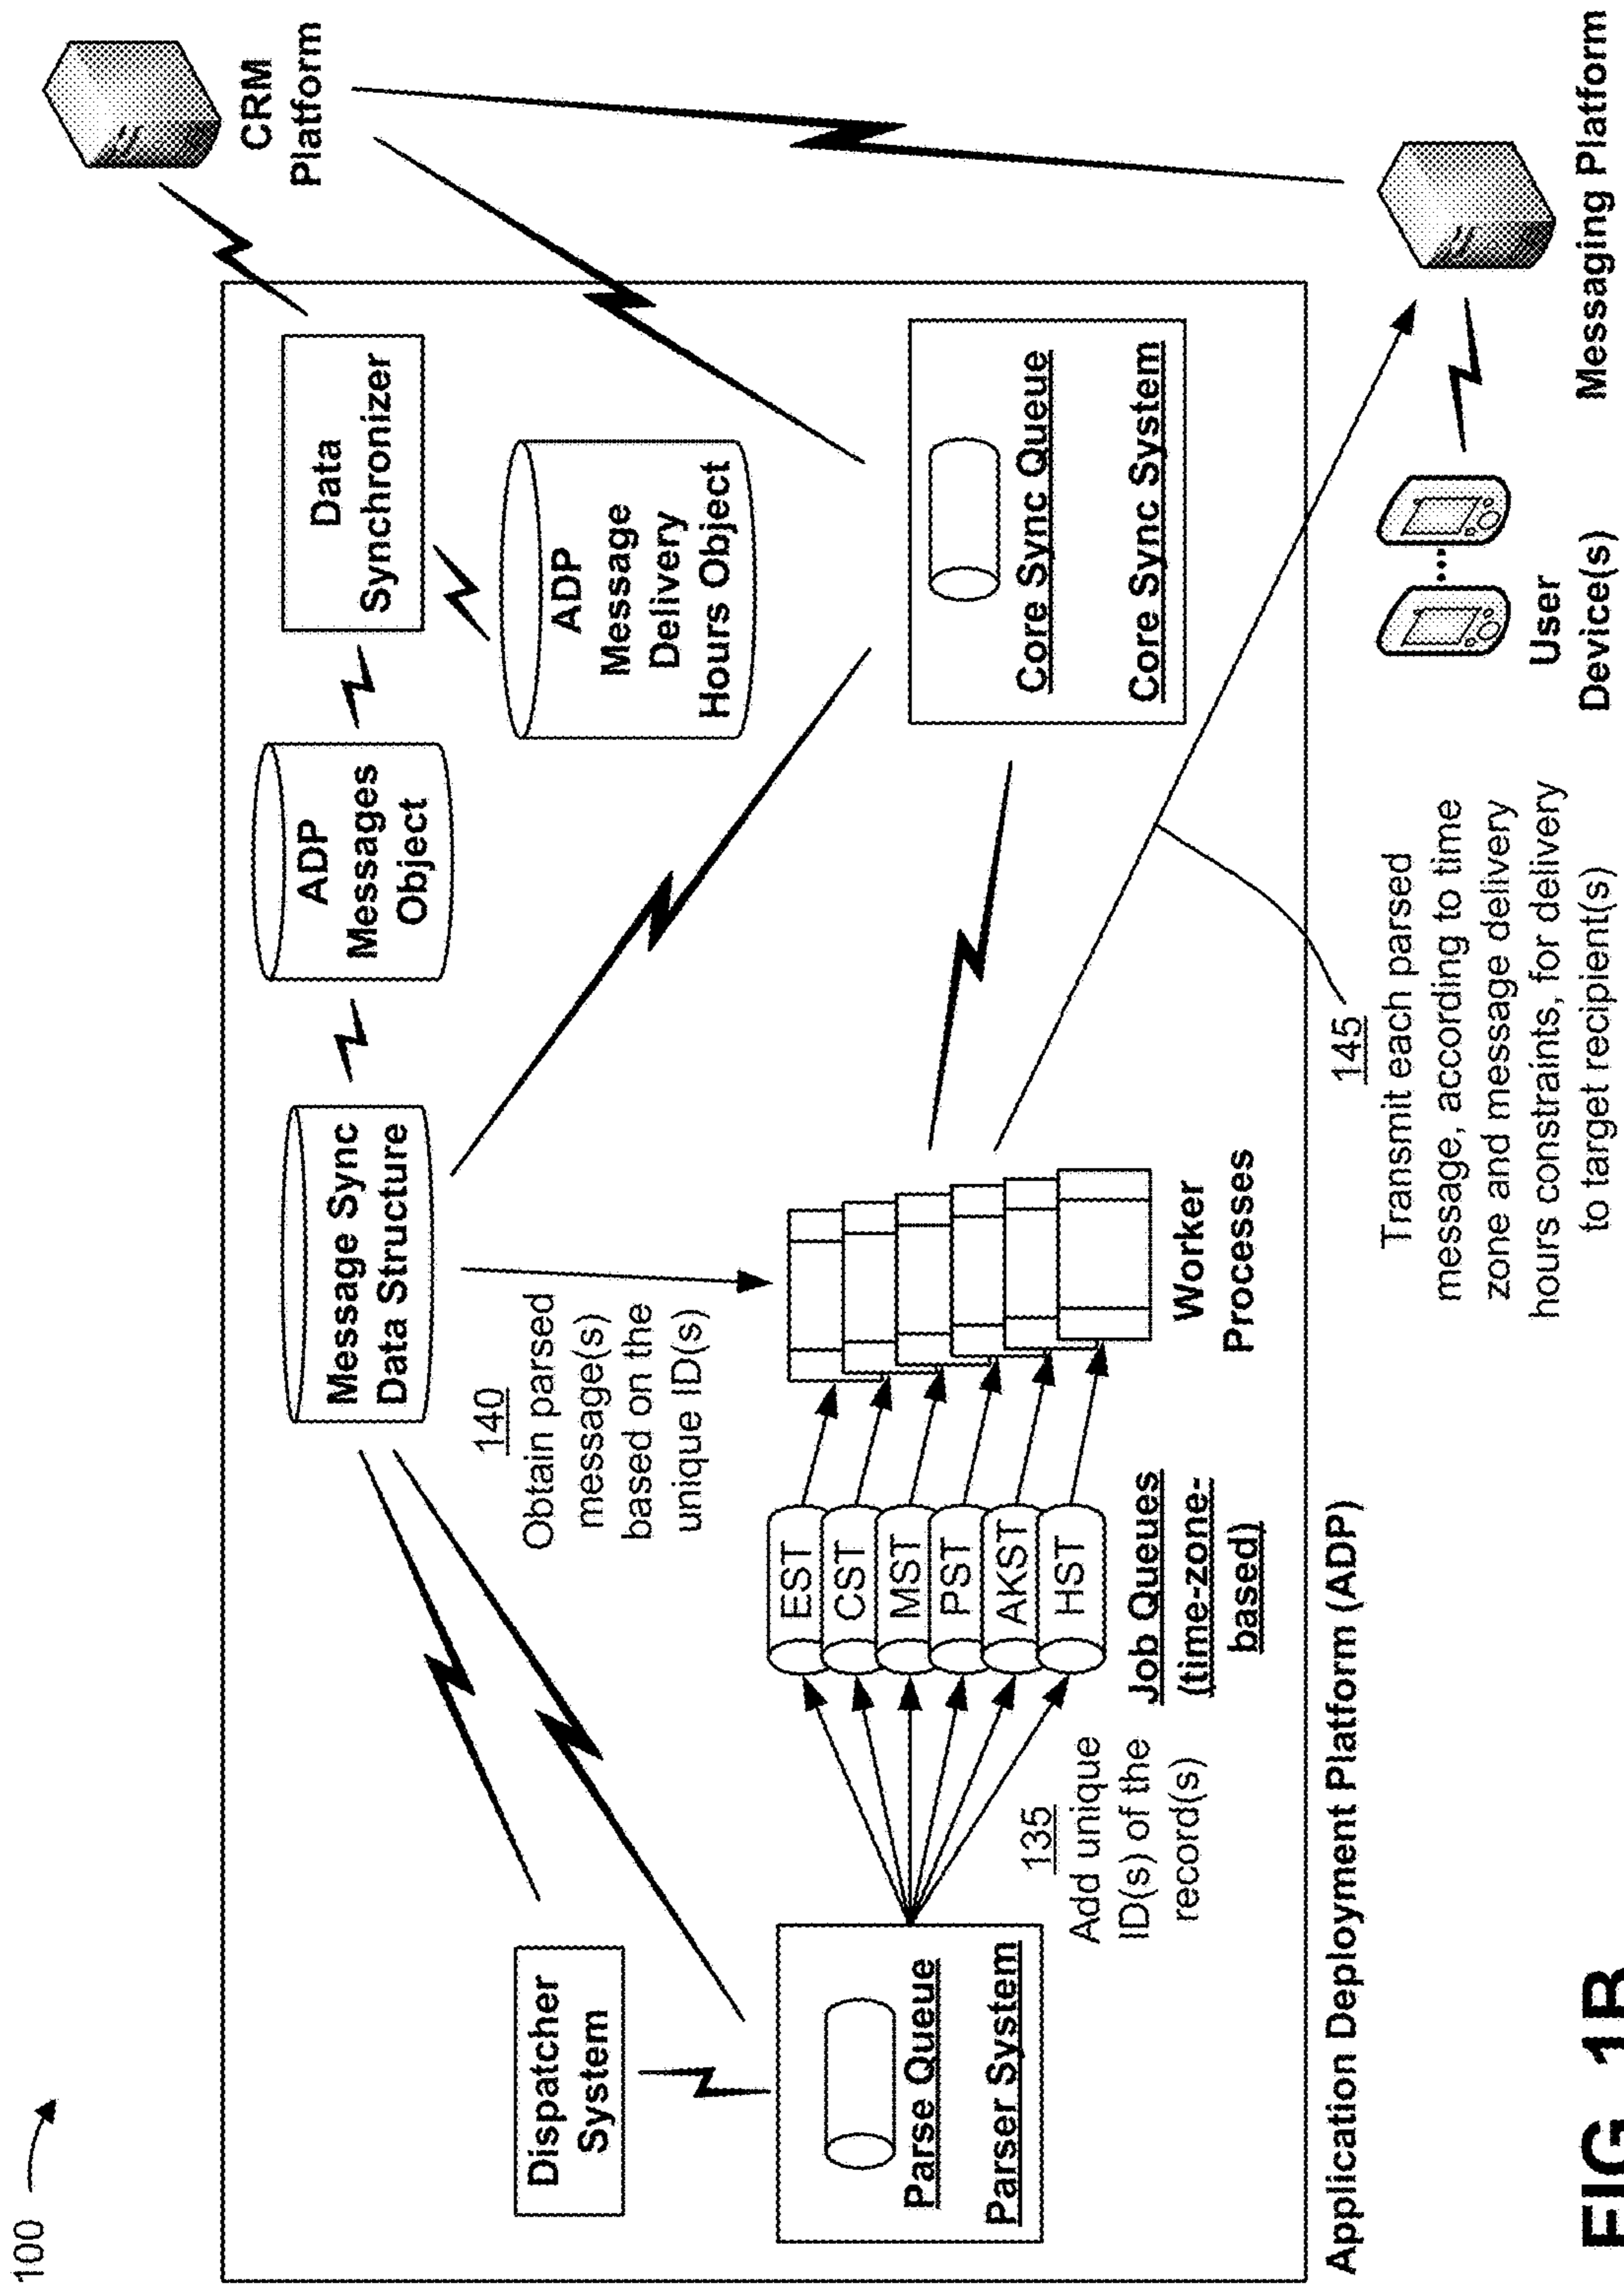 100
CRM
Platform
Data
Synchronizer
ADP
Messages
Object
ADP
Message
Delivery
Hours Object
Message Sync
Data Structure
Dispatcher
System
140
Obtain parsed
message(s)
based on the
unique ID(s)
Parse Queue
Parser System
135
Add unique
ID(s) of the
record(s)
EST
CST
MST
PST
AKST
HST
Job Queues
(time-zone-
based)
Worker
Processes
Core Sync Queue
Core Sync System
Application Deployment Platform (ADP)
145
Transmit each parsed
message, according to time
zone and message delivery
hours constraints, for delivery
to target recipient(s)
User
Device(s)
Messaging Platform
FIG. 1B